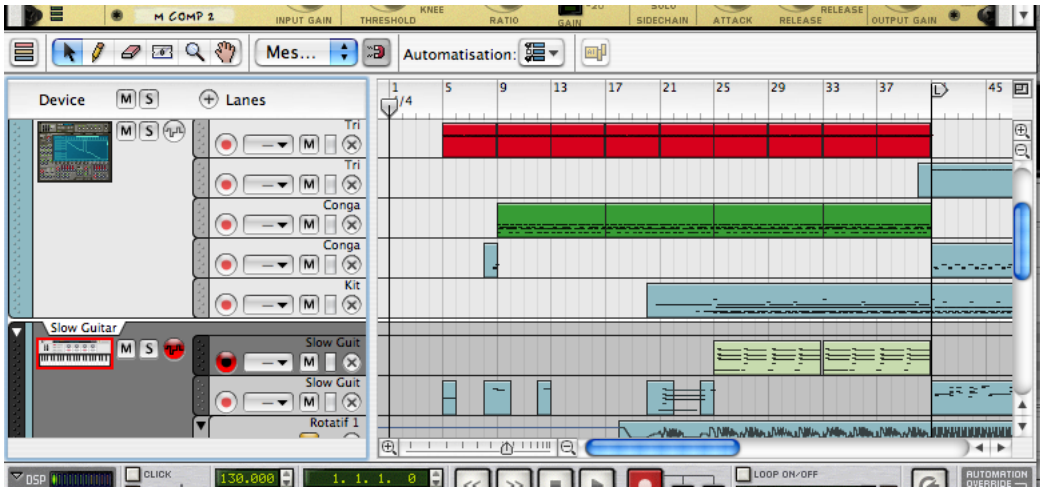 KNEE -20 SOLO RELEASE
M COMP 2 INPUT GAIN THRESHOLD RATIO GAIN SIDECHAIN ATTACK RELEASE OUTPUT GAIN
Mes... Automatisation:
Device M S Lanes
1 5 9 13 17 21 25 29 33 37 L 45
/4
M S Tri
M
Tri
M
Conga
M
Conga
M
Kit
M
Slow Guitar
M S Slow Guit
M
Slow Guit
M
Rotatif 1
DSP CLICK 130.000 1. 1. 1. 0 LOOP ON/OFF AUTOMATION
OVERRIDE